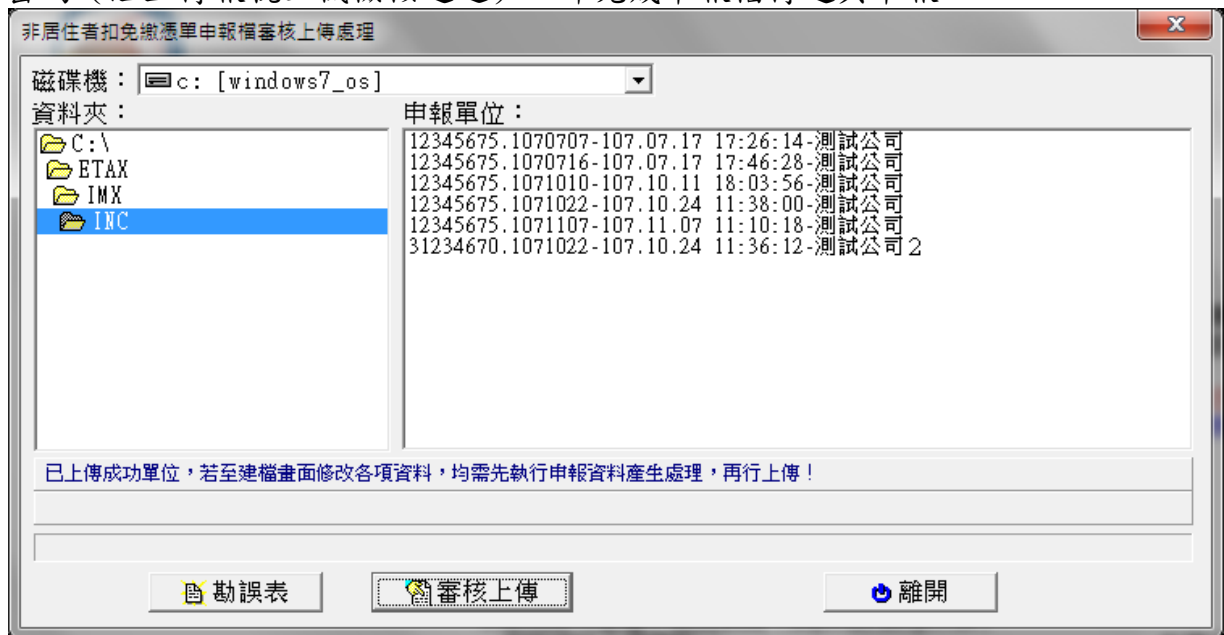 非居住者扣免繳憑單申報檔審核上傳處理
磁碟機：
c: [windows7_os]
資料夾：
申報單位：
C:\
ETAX
IMX
INC
12345675.1070707-107.07.17 17:26:14-測試公司
12345675.1070716-107.07.17 17:46:28-測試公司
12345675.1071010-107.10.11 18:03:56-測試公司
12345675.1071022-107.10.24 11:38:00-測試公司
12345675.1071107-107.11.07 11:10:18-測試公司
31234670.1071022-107.10.24 11:36:12-測試公司２
已上傳成功單位，若至建檔畫面修改各項資料，均需先執行申報資料產生處理，再行上傳！
勘誤表
審核上傳
離開